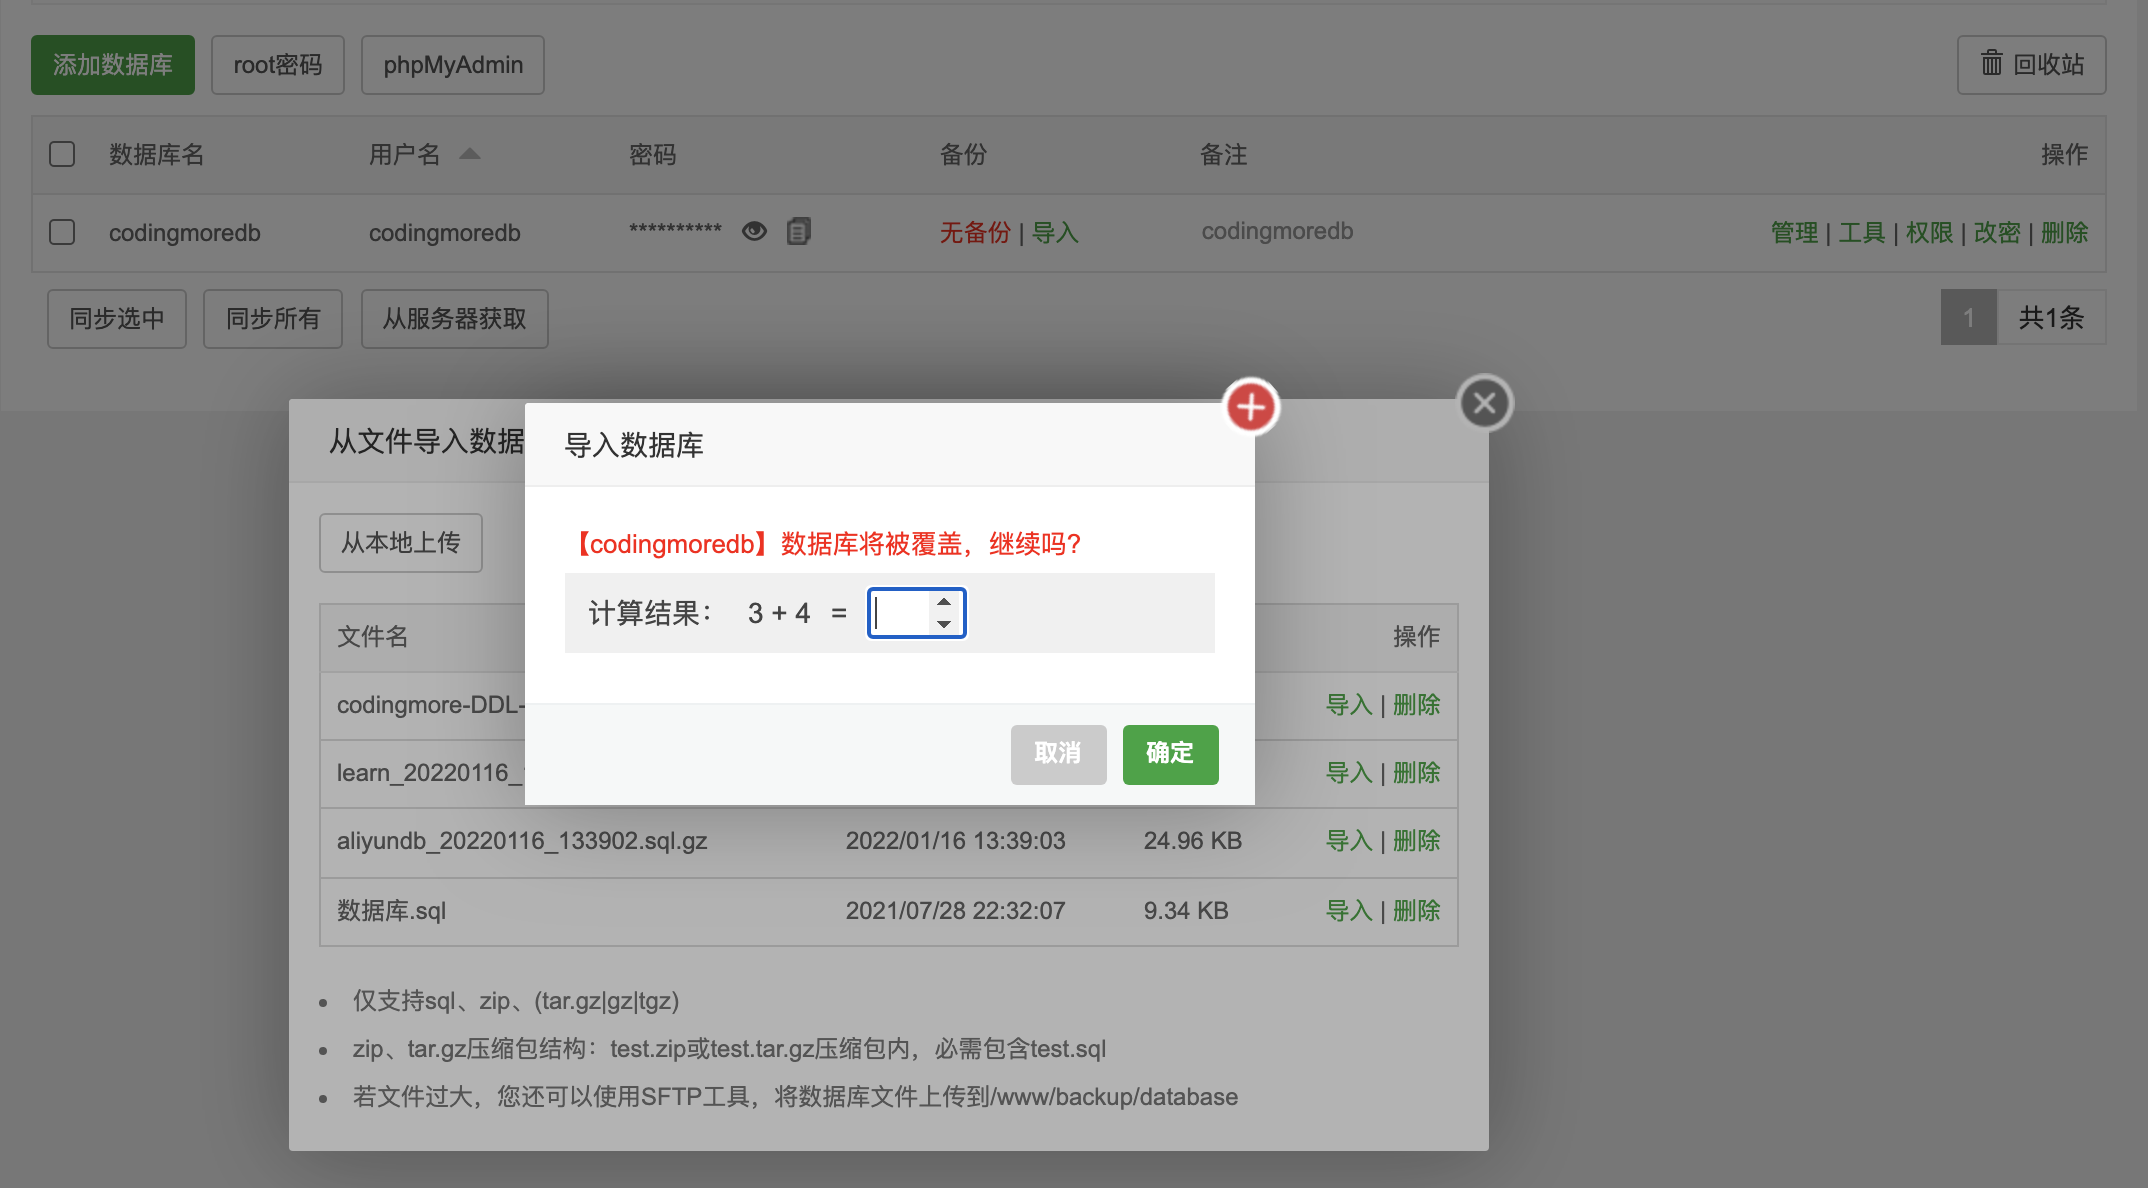 添加数据库 root密码 phpMyAdmin 回收站
数据库名 用户名 密码 备份 备注 操作
codingmoredb codingmoredb ********** 无备份 | 导入 codingmoredb 管理 | 工具 | 权限 | 改密 | 删除
同步选中 同步所有 从服务器获取 1 共1条
从文件导入数据
导入数据库
【codingmoredb】数据库将被覆盖，继续吗?
从本地上传
计算结果： 3 + 4 =
文件名 操作
codingmore-DDL- 导入 | 删除
取消 确定
learn_20220116_ 导入 | 删除
aliyundb_20220116_133902.sql.gz 2022/01/16 13:39:03 24.96 KB 导入 | 删除
数据库.sql 2021/07/28 22:32:07 9.34 KB 导入 | 删除
仅支持sql、zip、(tar.gz|gz|tgz)
zip、tar.gz压缩包结构：test.zip或test.tar.gz压缩包内，必需包含test.sql
若文件过大，您还可以使用SFTP工具，将数据库文件上传到/www/backup/database